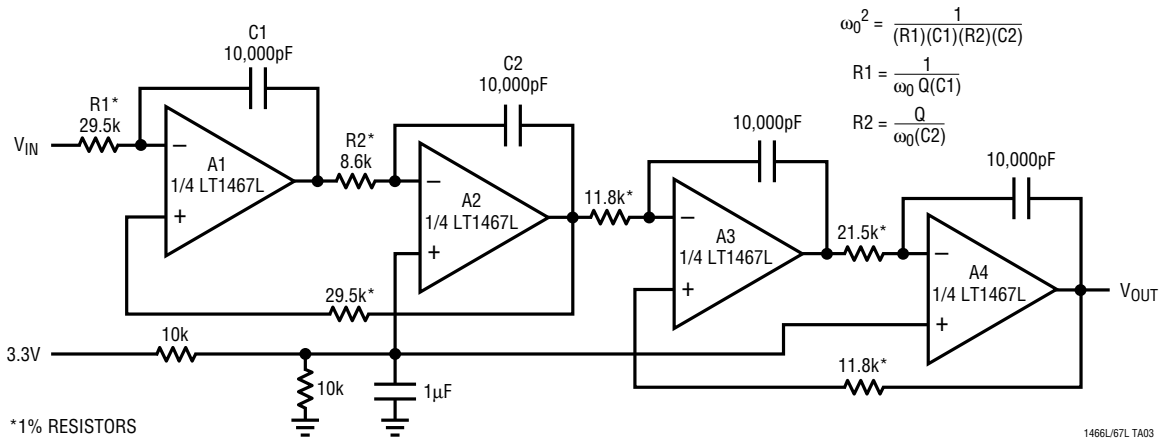 C1
10,000pF
R1*
29.5k
V_IN
−
A1
1/4 LT1467L
+
R2*
8.6k
C2
10,000pF
−
A2
1/4 LT1467L
+
29.5k*
ω0² = 1 / (R1)(C1)(R2)(C2)
R1 = 1 / ω0 Q(C1)
R2 = Q / ω0(C2)
10,000pF
11.8k*
−
A3
1/4 LT1467L
+
10,000pF
21.5k*
−
A4
1/4 LT1467L
+
V_OUT
11.8k*
3.3V
10k
10k
1µF
*1% RESISTORS
1466L/67L TA03